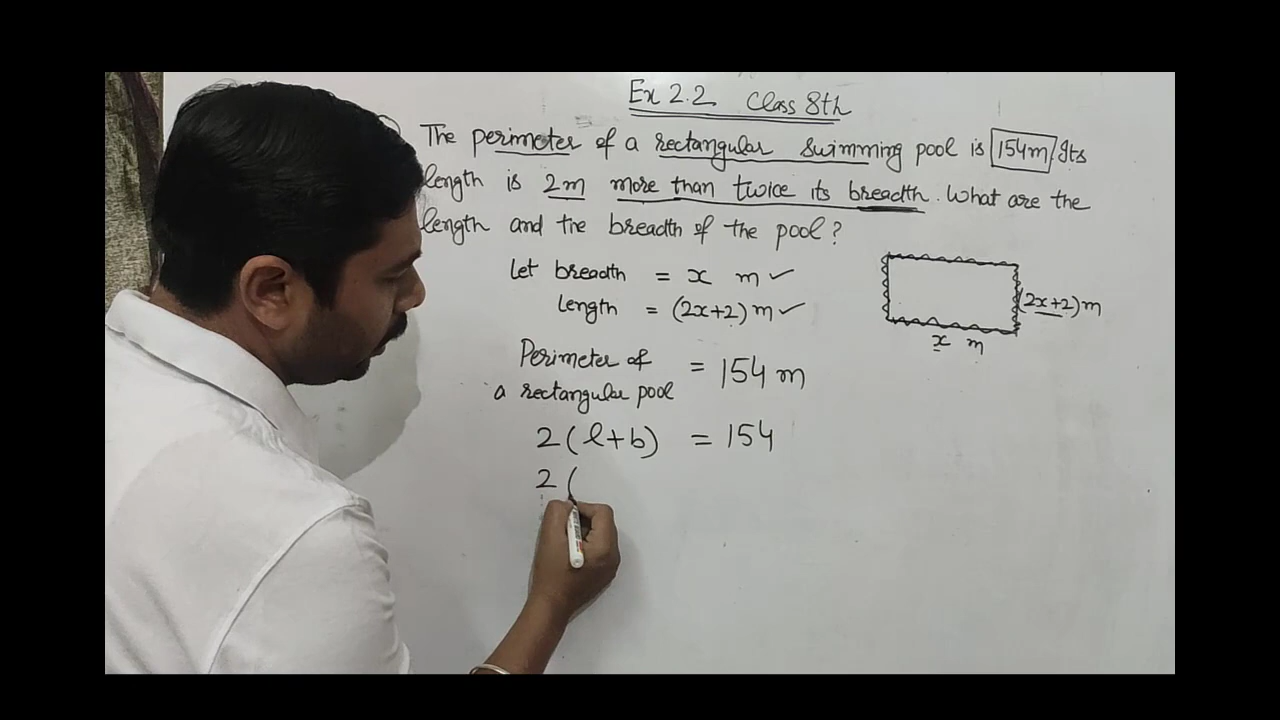 Ex 2.2 Class 8th
The perimeter of a rectangular swimming pool is 154m. Its
length is 2m more than twice its breadth. What are the
length and the breadth of the pool?
Let breadth = x m ✓
length = (2x+2) m ✓
(2x+2) m
x m
Perimeter of
a rectangular pool = 154 m
2 (l+b) = 154
2 (